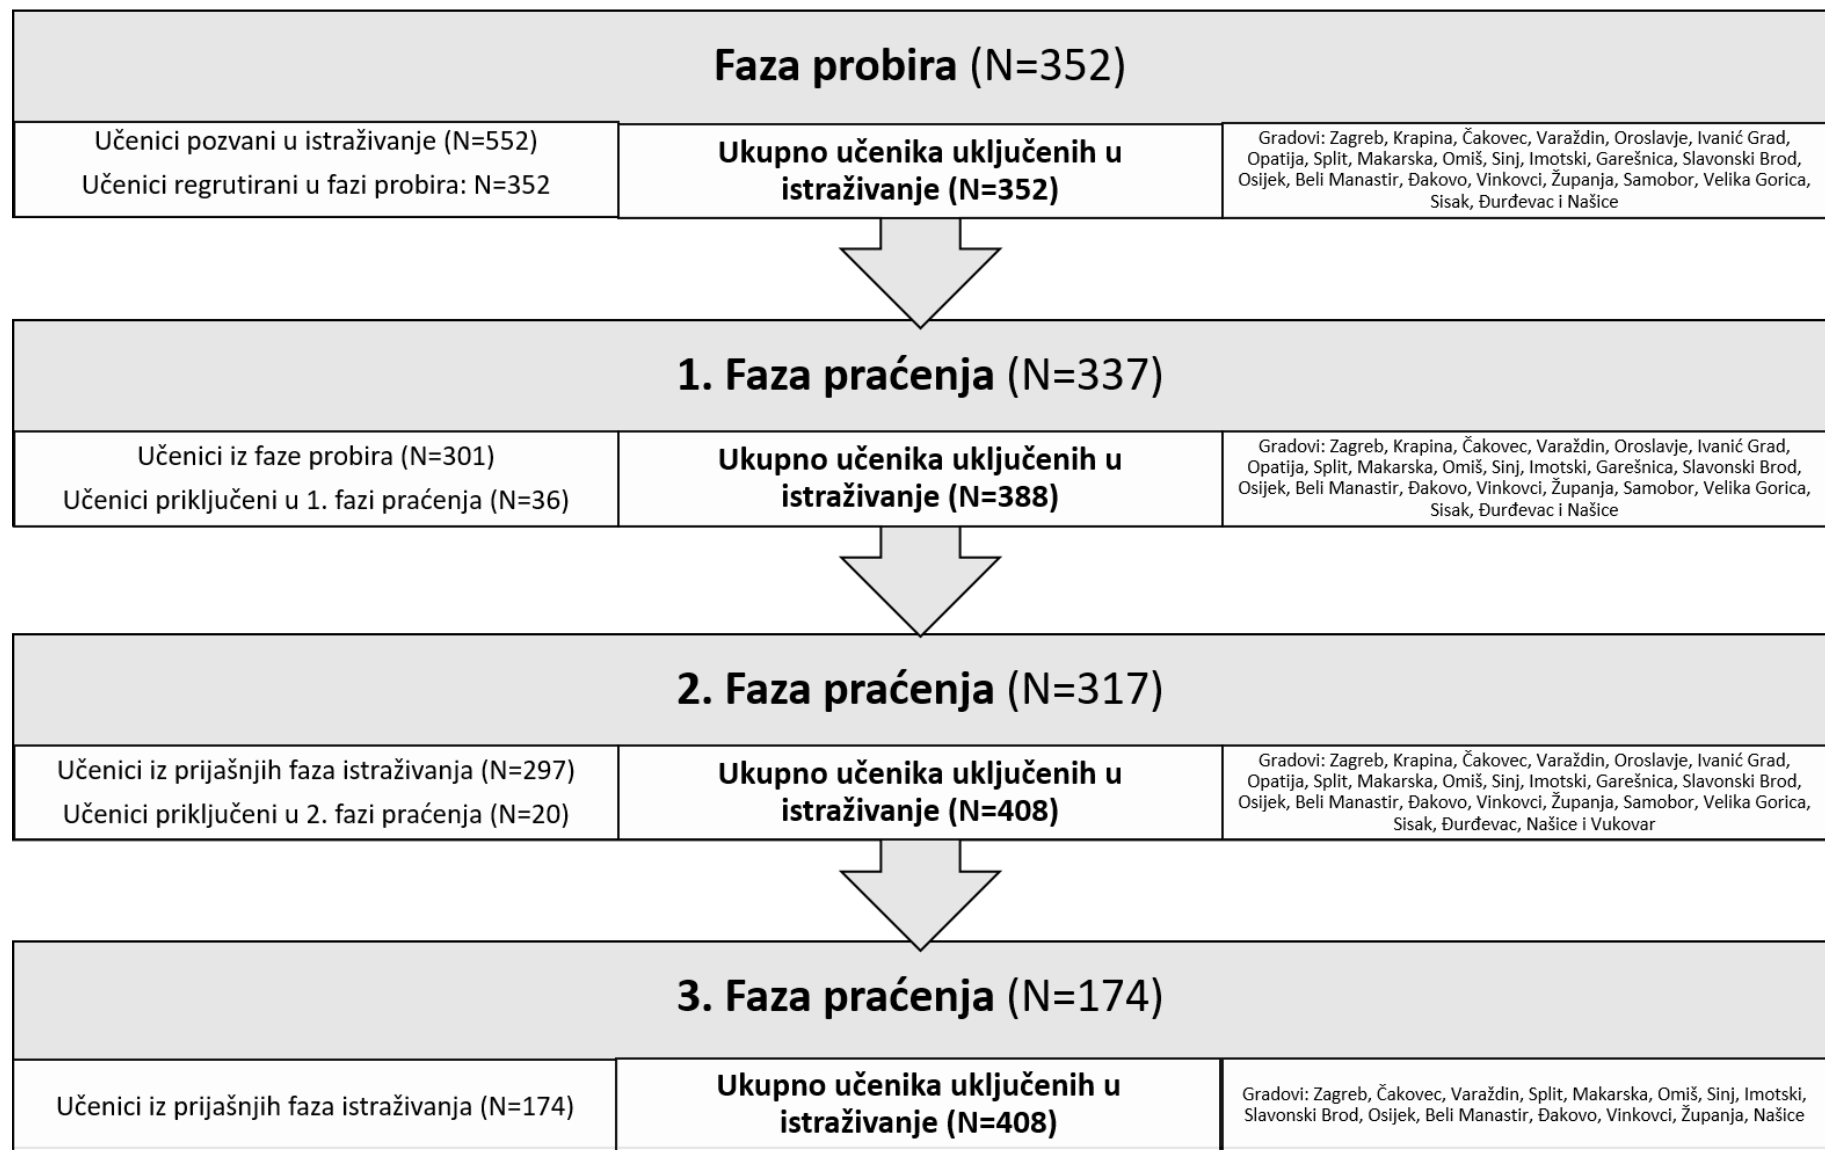 Faza probira (N=352)
Učenici pozvani u istraživanje (N=552)
Učenici regrutirani u fazi probira: N=352
Ukupno učenika uključenih u
istraživanje (N=352)
Gradovi: Zagreb, Krapina, Čakovec, Varaždin, Oroslavje, Ivanić Grad,
Opatija, Split, Makarska, Omiš, Sinj, Imotski, Garešnica, Slavonski Brod,
Osijek, Beli Manastir, Đakovo, Vinkovci, Županja, Samobor, Velika Gorica,
Sisak, Đurđevac i Našice
1. Faza praćenja (N=337)
Učenici iz faze probira (N=301)
Učenici priključeni u 1. fazi praćenja (N=36)
Ukupno učenika uključenih u
istraživanje (N=388)
Gradovi: Zagreb, Krapina, Čakovec, Varaždin, Oroslavje, Ivanić Grad,
Opatija, Split, Makarska, Omiš, Sinj, Imotski, Garešnica, Slavonski Brod,
Osijek, Beli Manastir, Đakovo, Vinkovci, Županja, Samobor, Velika Gorica,
Sisak, Đurđevac i Našice
2. Faza praćenja (N=317)
Učenici iz prijašnjih faza istraživanja (N=297)
Učenici priključeni u 2. fazi praćenja (N=20)
Ukupno učenika uključenih u
istraživanje (N=408)
Gradovi: Zagreb, Krapina, Čakovec, Varaždin, Oroslavje, Ivanić Grad,
Opatija, Split, Makarska, Omiš, Sinj, Imotski, Garešnica, Slavonski Brod,
Osijek, Beli Manastir, Đakovo, Vinkovci, Županja, Samobor, Velika Gorica,
Sisak, Đurđevac, Našice i Vukovar
3. Faza praćenja (N=174)
Učenici iz prijašnjih faza istraživanja (N=174)
Ukupno učenika uključenih u
istraživanje (N=408)
Gradovi: Zagreb, Čakovec, Varaždin, Split, Makarska, Omiš, Sinj, Imotski,
Slavonski Brod, Osijek, Beli Manastir, Đakovo, Vinkovci, Županja, Našice